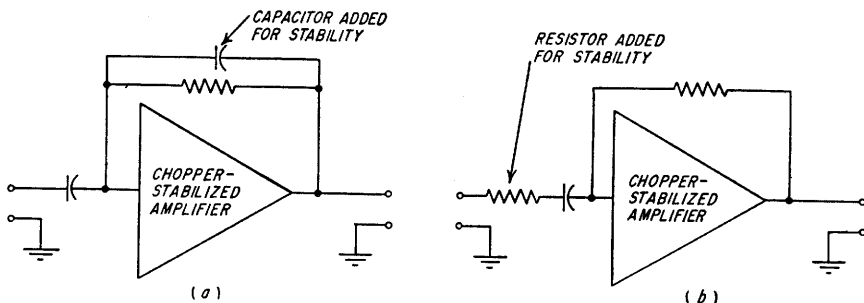 CAPACITOR ADDED
FOR STABILITY
CHOPPER-
STABILIZED
AMPLIFIER
(a)
RESISTOR ADDED
FOR STABILITY
CHOPPER-
STABILIZED
AMPLIFIER
(b)